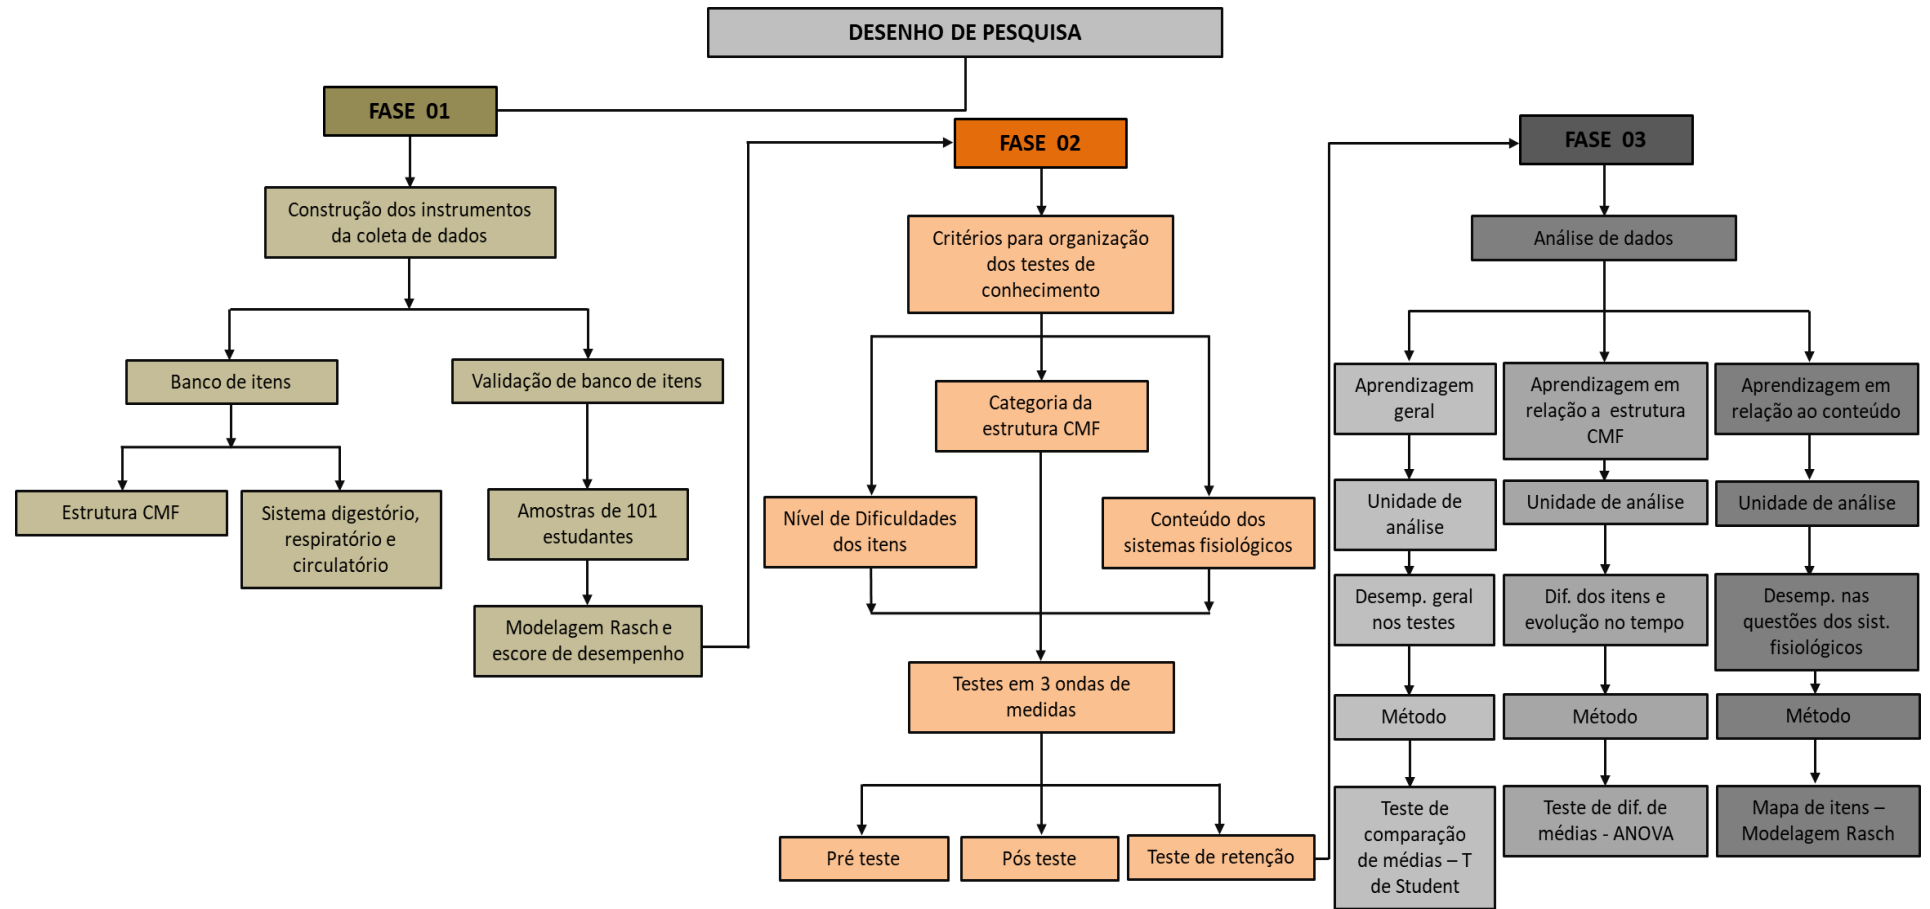 DESENHO DE PESQUISA
FASE 01
Construção dos instrumentos
da coleta de dados
Banco de itens
Validação de banco de itens
Estrutura CMF
Sistema digestório,
respiratório e
circulatório
Amostras de 101
estudantes
Modelagem Rasch e
escore de desempenho
FASE 02
Critérios para organização
dos testes de
conhecimento
Categoria da
estrutura CMF
Nível de Dificuldades
dos itens
Conteúdo dos
sistemas fisiológicos
Testes em 3 ondas de
medidas
Pré teste
Pós teste
Teste de retenção
FASE 03
Análise de dados
Aprendizagem
geral
Unidade de
análise
Desemp. geral
nos testes
Método
Teste de
comparação
de médias – T
de Student
Aprendizagem em
relação a estrutura
CMF
Unidade de análise
Dif. dos itens e
evolução no tempo
Método
Teste de dif. de
médias - ANOVA
Aprendizagem em
relação ao conteúdo
Unidade de análise
Desemp. nas
questões dos sist.
fisiológicos
Método
Mapa de itens –
Modelagem Rasch